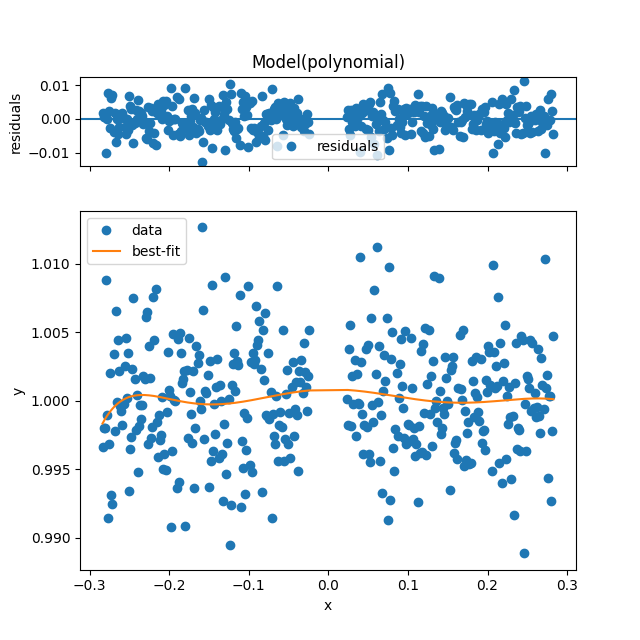 Model(polynomial)
0.01
0.00
−0.01
residuals
residuals
data
best-fit
1.010
1.005
1.000
0.995
0.990
y
−0.3 −0.2 −0.1 0.0 0.1 0.2 0.3
x